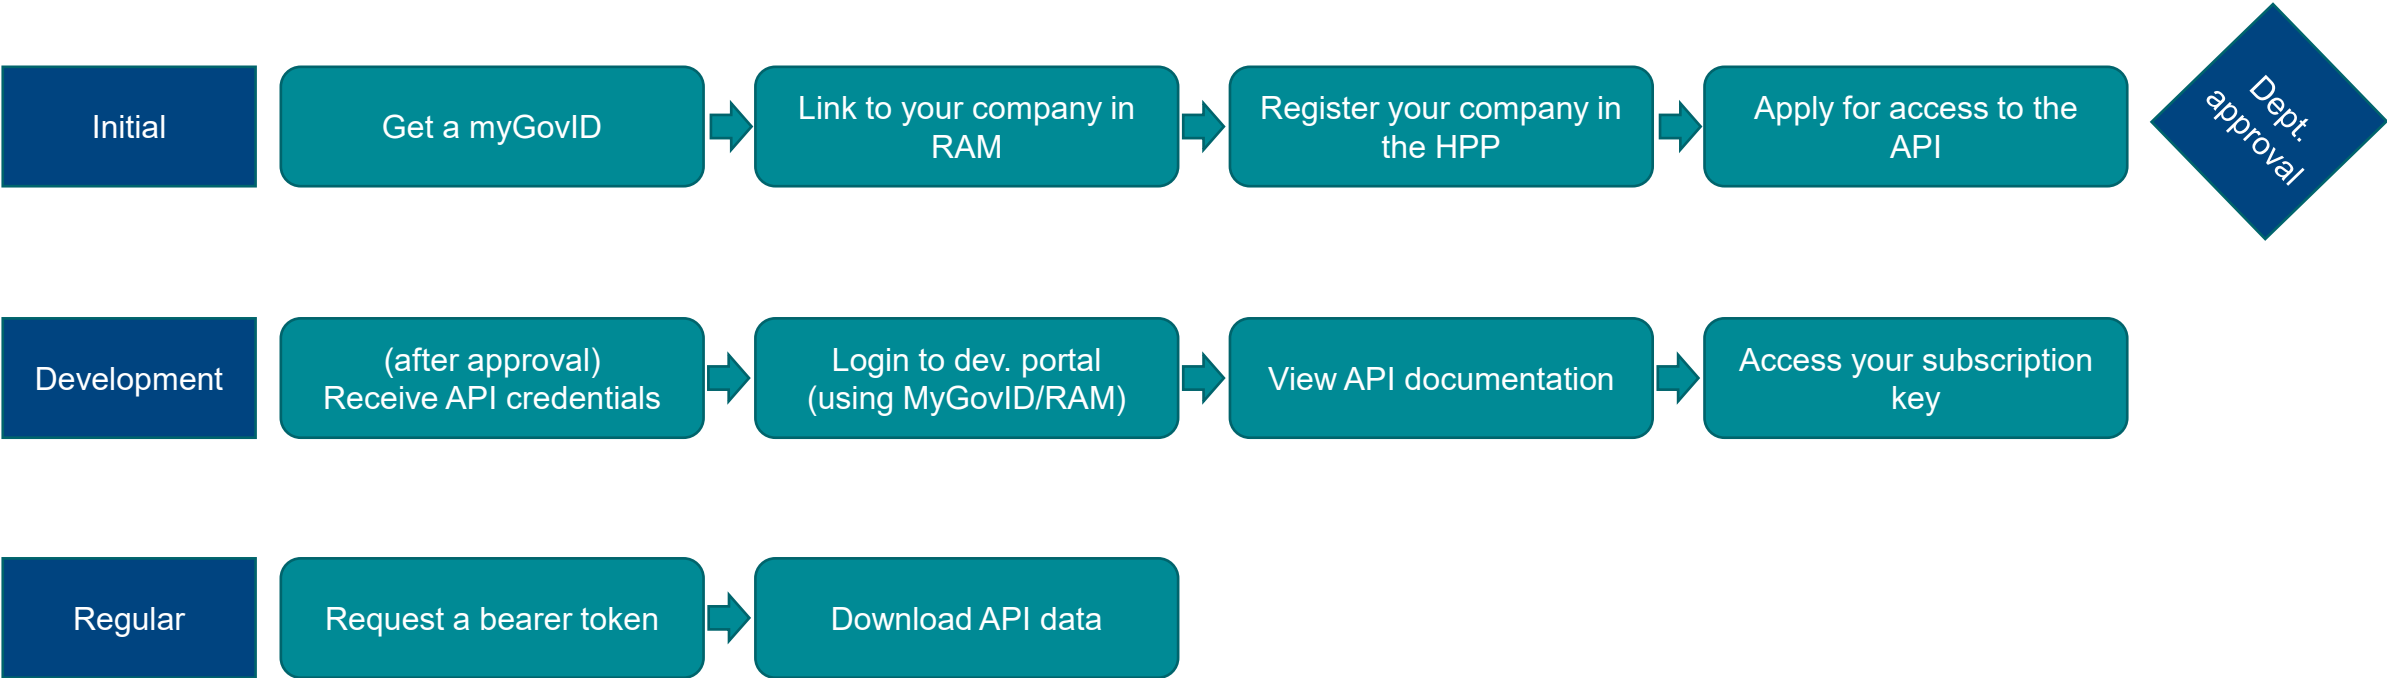 Initial
Get a myGovID
Link to your company in
RAM
Register your company in
the HPP
Apply for access to the
API
Dept.
approval
Development
(after approval)
Receive API credentials
Login to dev. portal
(using MyGovID/RAM)
View API documentation
Access your subscription
key
Regular
Request a bearer token
Download API data